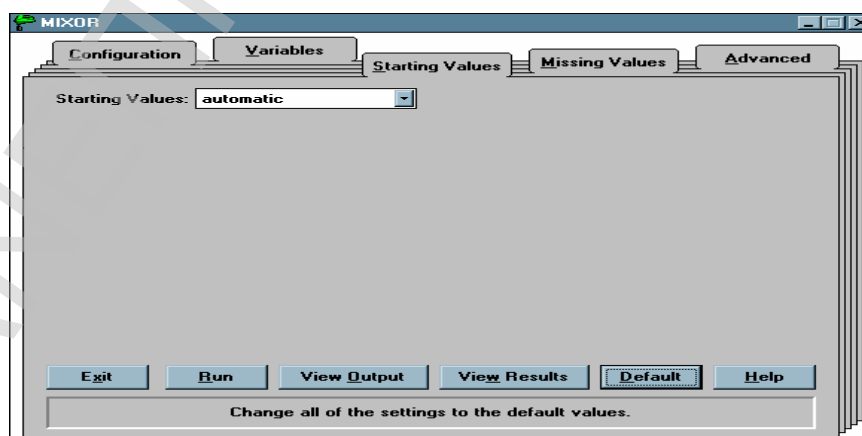 MIXOR
Configuration Variables Starting Values Missing Values Advanced
Starting Values: automatic
Exit Run View Output View Results Default Help
Change all of the settings to the default values.